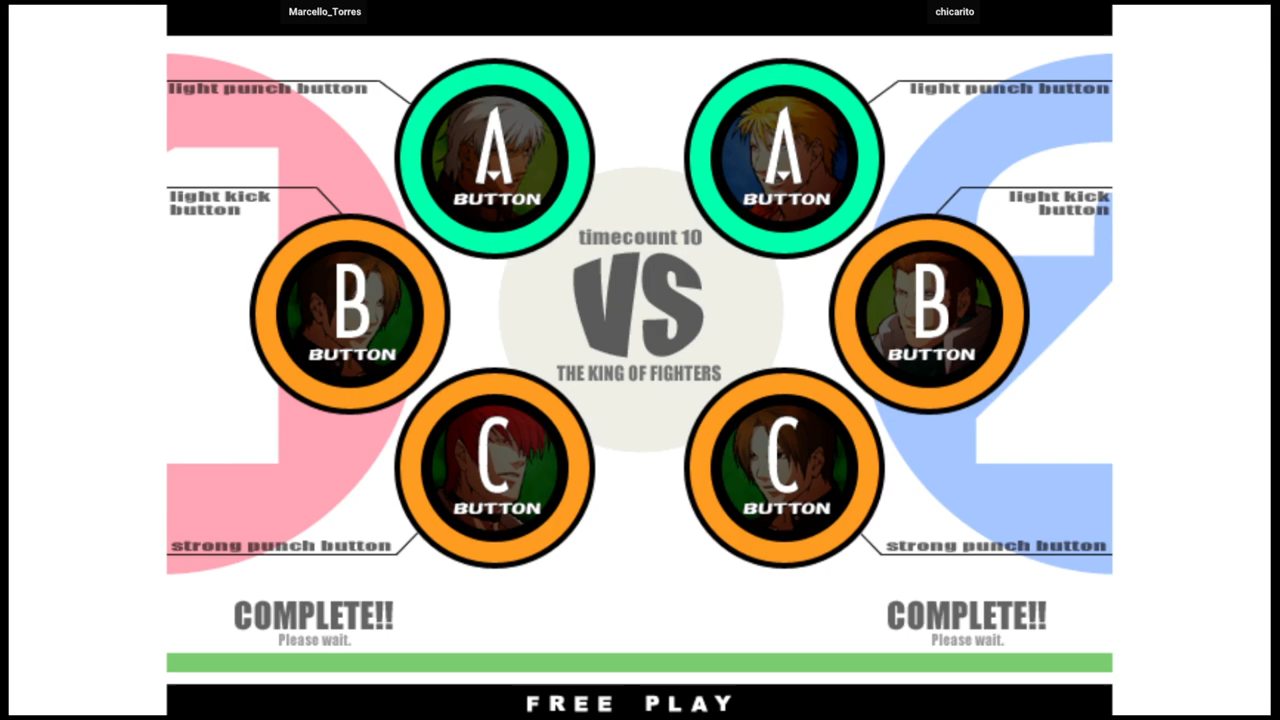 Marcello_Torres
chicarito
light punch button
A
BUTTON
A
BUTTON
light punch button
light kick
button
light kick
button
timecount 10
VS
THE KING OF FIGHTERS
B
BUTTON
B
BUTTON
C
BUTTON
C
BUTTON
strong punch button
strong punch button
COMPLETE!!
Please wait.
COMPLETE!!
Please wait.
FREE PLAY
1
2